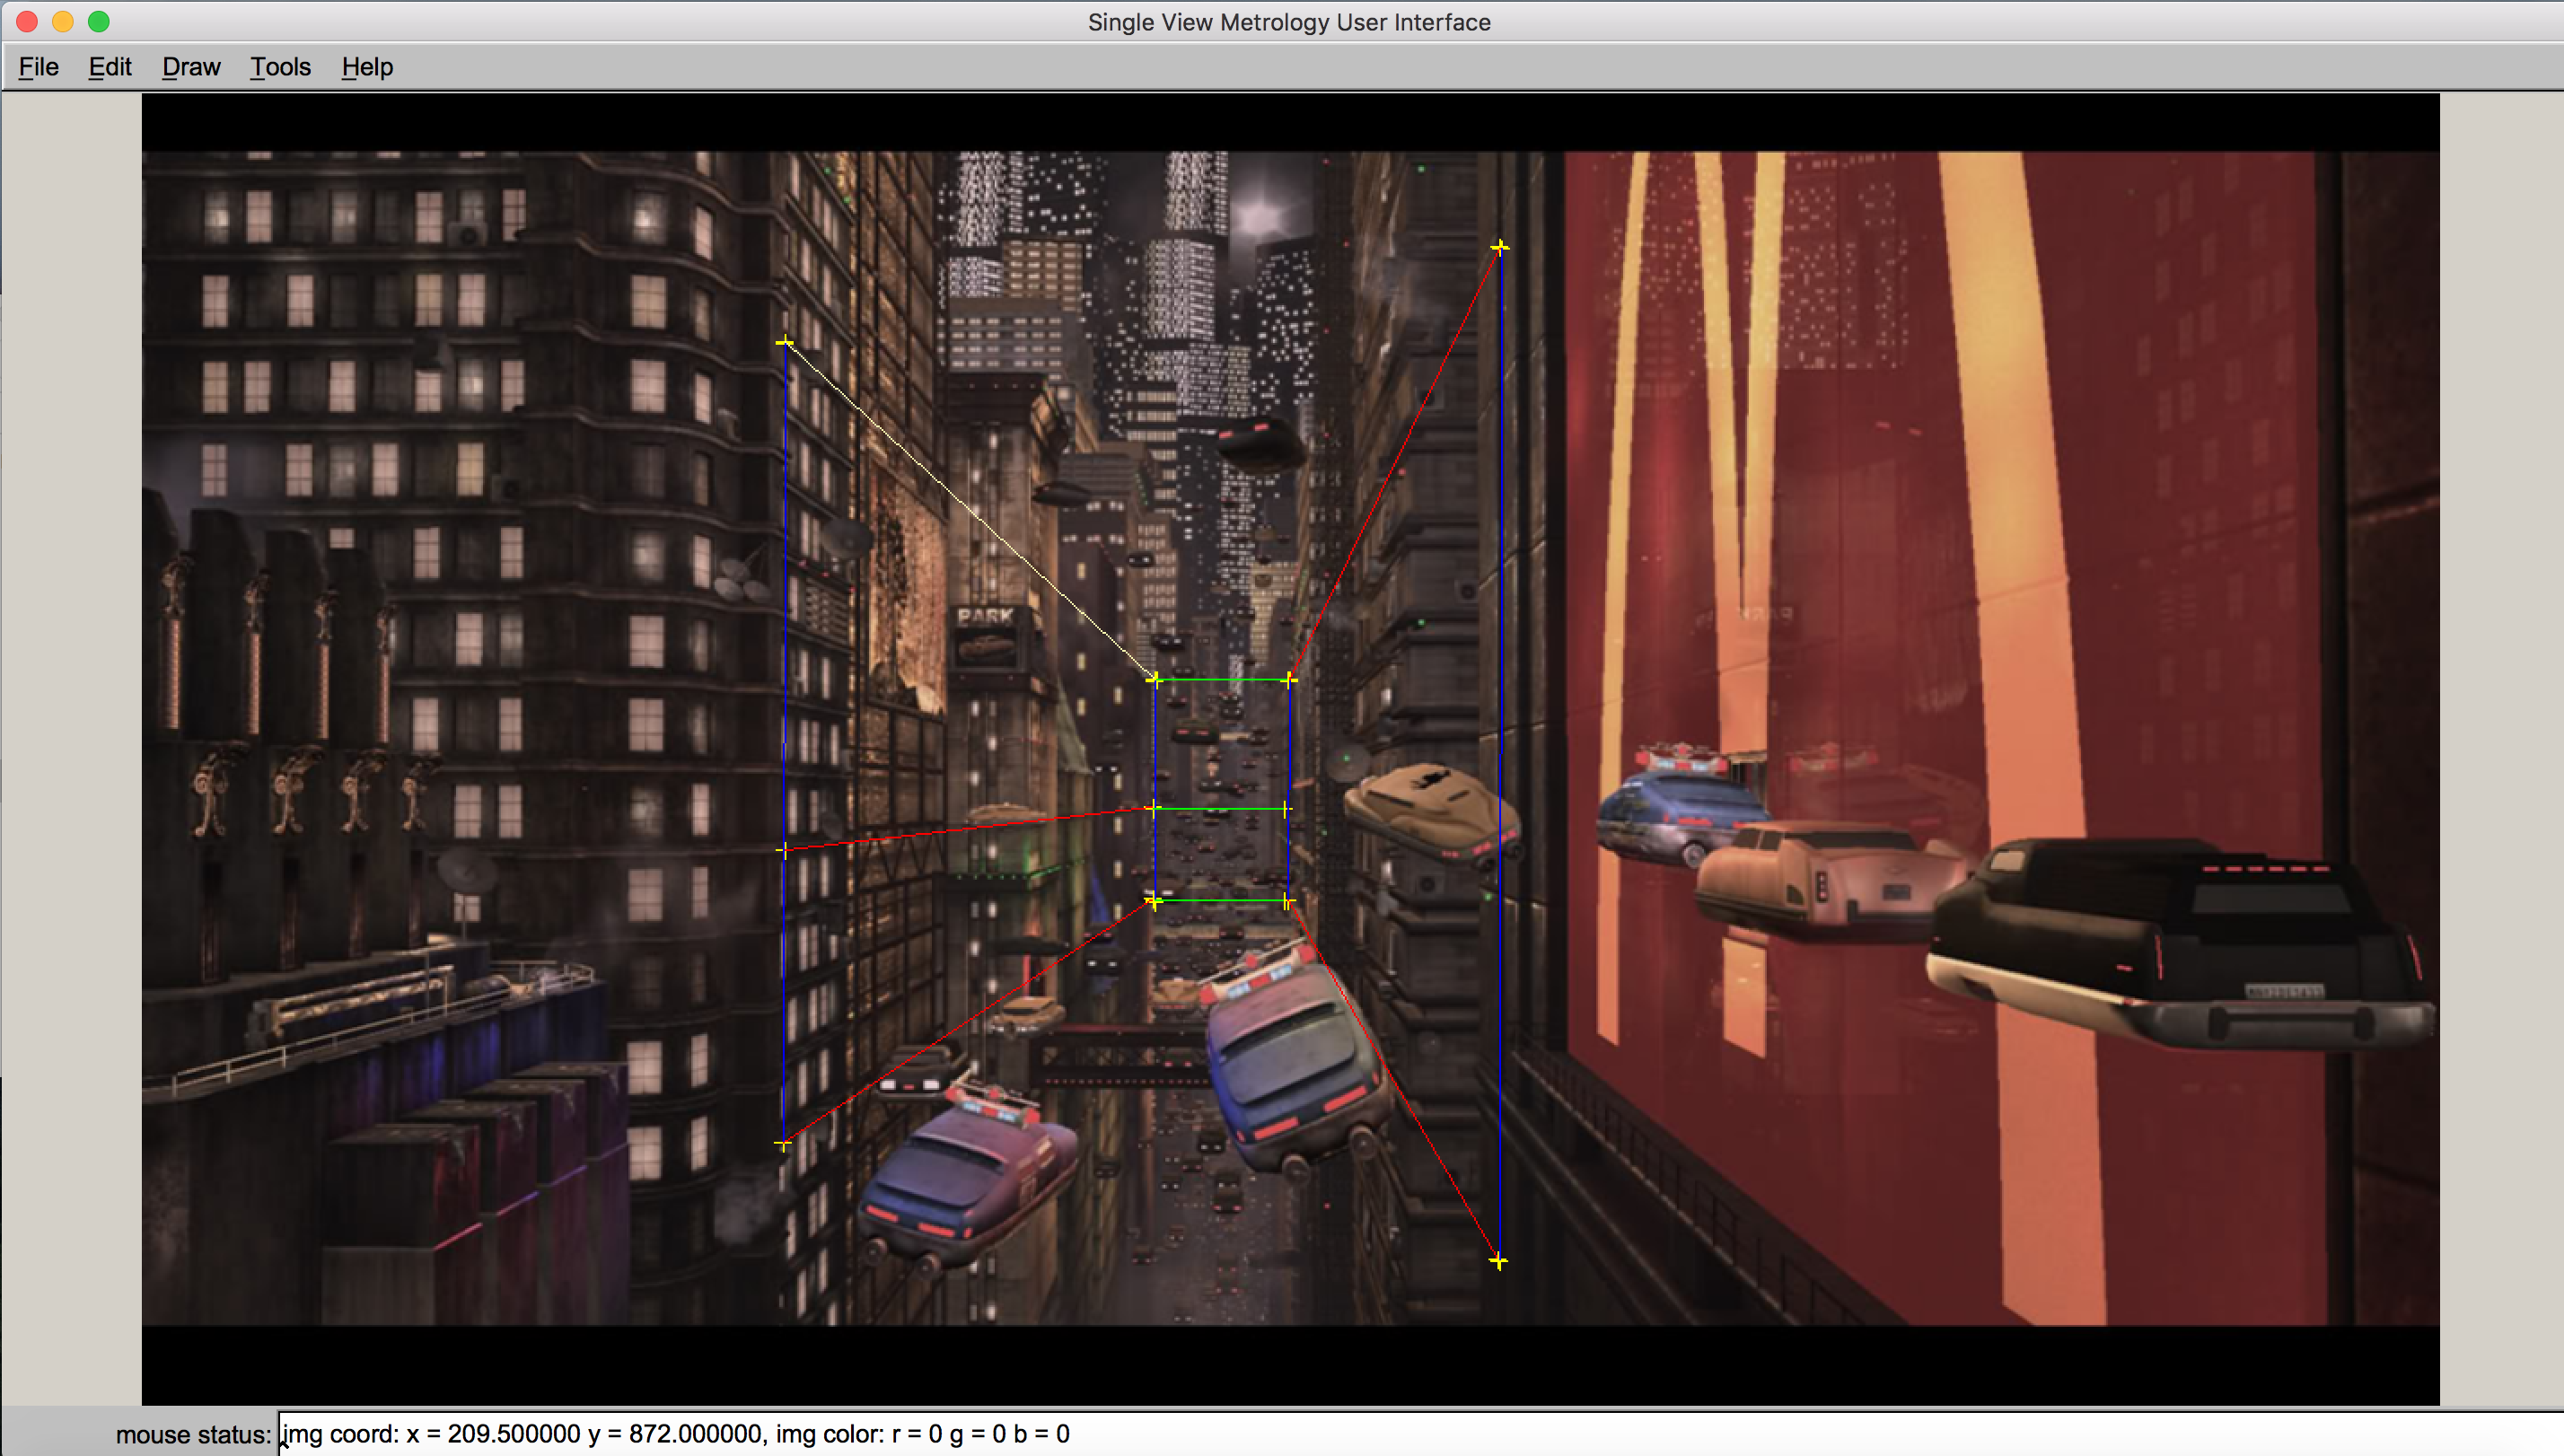 Single View Metrology User Interface
File Edit Draw Tools Help
PARK
mouse status: img coord: x = 209.500000 y = 872.000000, img color: r = 0 g = 0 b = 0